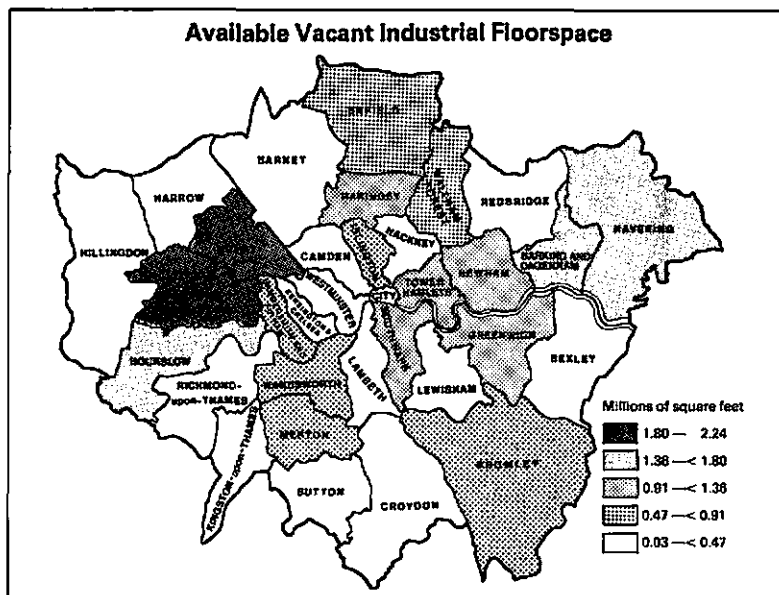 Available Vacant Industrial Floorspace
ENFIELD
BARNET
HARROW
HARINGEY
WALTHAM FOREST
REDBRIDGE
HAVERING
HILLINGDON
CAMDEN
ISLINGTON
HACKNEY
BARKING AND
DAGENHAM
NEWHAM
WESTMINSTER
CITY
TOWER
HAMLETS
KENSINGTON &
CHELSEA
SOUTHWARK
GREENWICH
HOUNSLOW
BEXLEY
RICHMOND-
upon-THAMES
WANDSWORTH
LAMBETH
LEWISHAM
MERTON
KINGSTON-upon-THAMES
BROMLEY
SUTTON
CROYDON
Millions of square feet
1.80 — 2.24
1.36 —< 1.80
0.91 —< 1.36
0.47 —< 0.91
0.03 —< 0.47